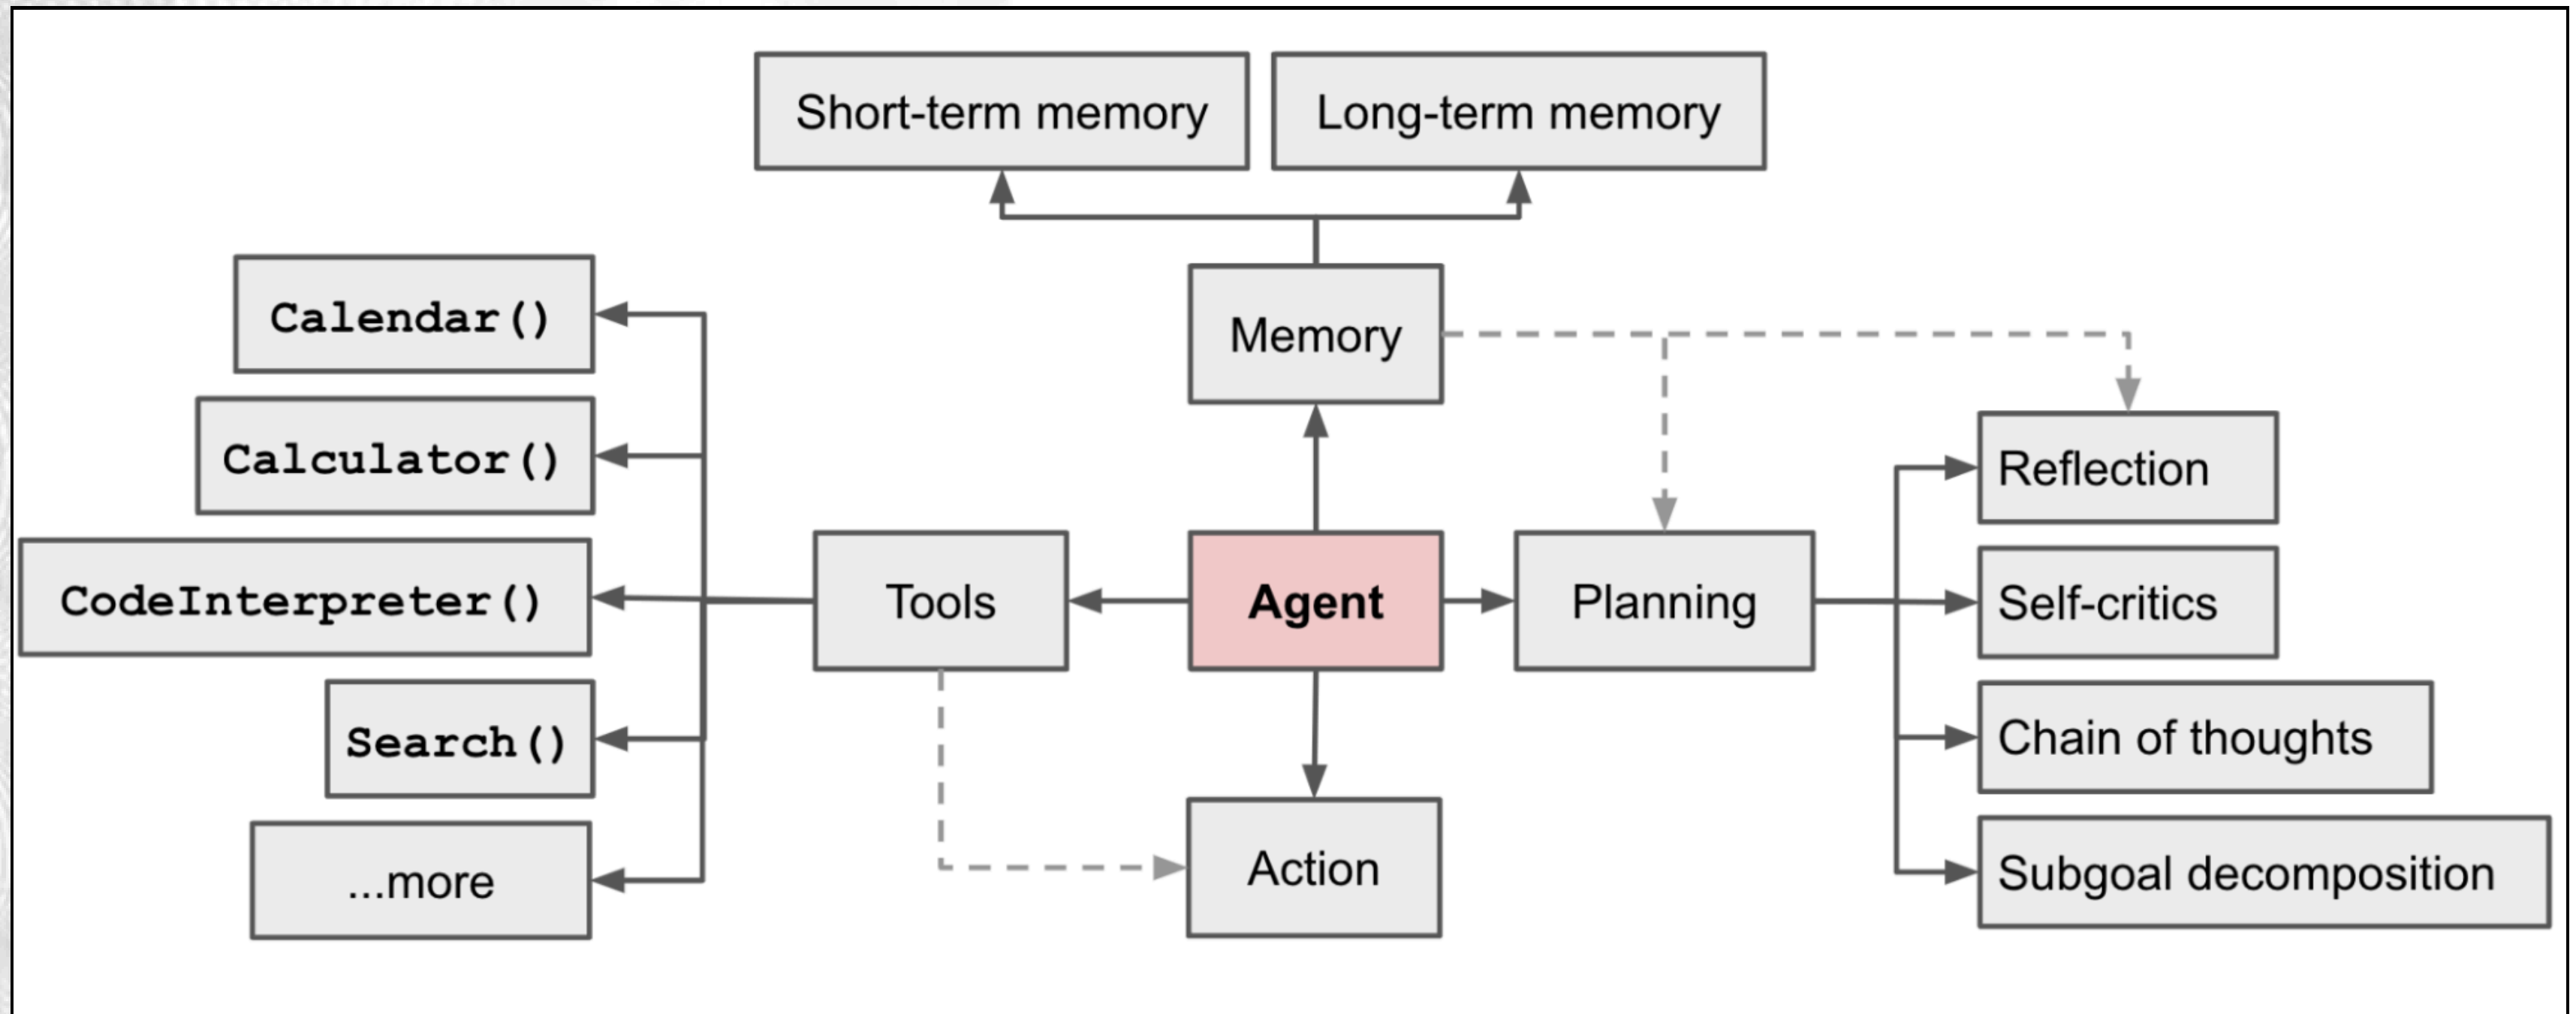 Short-term memory
Long-term memory
Calendar()
Memory
Calculator()
Reflection
CodeInterpreter()
Tools
Agent
Planning
Self-critics
Search()
Chain of thoughts
...more
Action
Subgoal decomposition